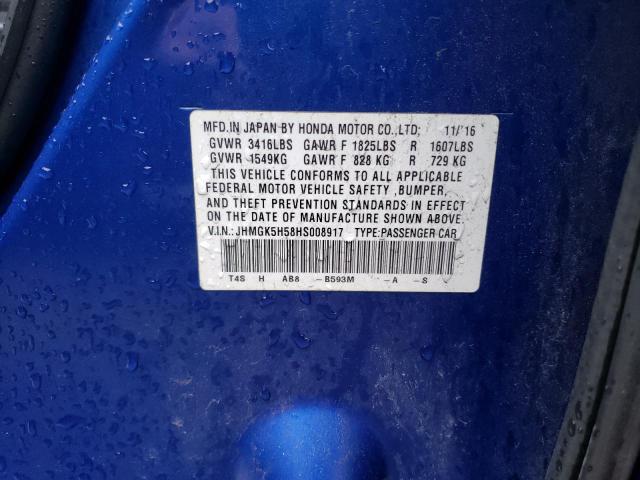 MFD.IN JAPAN BY HONDA MOTOR CO.,LTD; 11/'16
GVWR 3416LBS GAWR F 1825LBS R 1607LBS
GVWR 1549KG GAWR F 828 KG R 729 KG
THIS VEHICLE CONFORMS TO ALL APPLICABLE
FEDERAL MOTOR VEHICLE SAFETY ,BUMPER,
AND THEFT PREVENTION STANDARDS IN EFFECT
ON THE DATE OF MANUFACTURE SHOWN ABOVE.
V.I.N.: JHMGK5H58HS008917 TYPE:PASSENGER CAR
T4S H AB8 -B593M -A -S